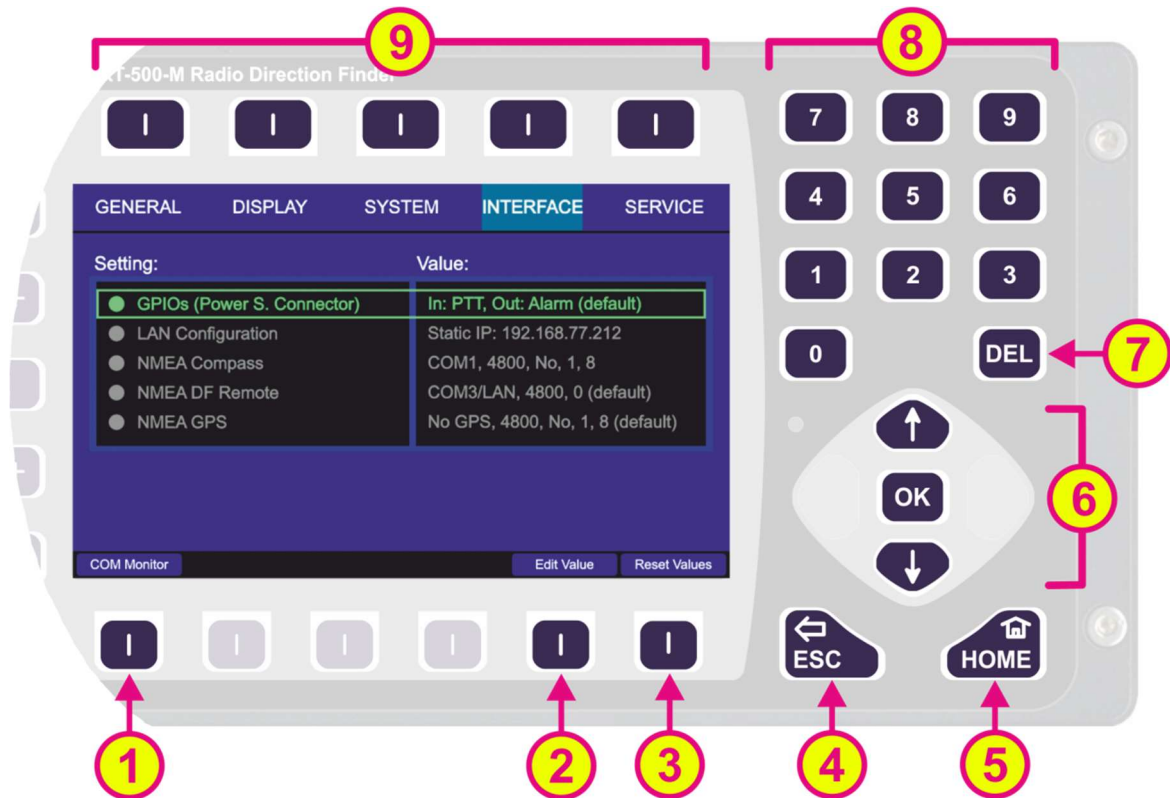 9
8
T-500-M Radio Direction Finder
7 8 9
GENERAL DISPLAY SYSTEM INTERFACE SERVICE
4 5 6
Setting: Value:
GPIOs (Power S. Connector) In: PTT, Out: Alarm (default)
LAN Configuration Static IP: 192.168.77.212
NMEA Compass COM1, 4800, No, 1, 8
NMEA DF Remote COM3/LAN, 4800, 0 (default)
NMEA GPS No GPS, 4800, No, 1, 8 (default)
1 2 3
0 DEL
7
OK
6
COM Monitor Edit Value Reset Values
ESC HOME
1 2 3 4 5